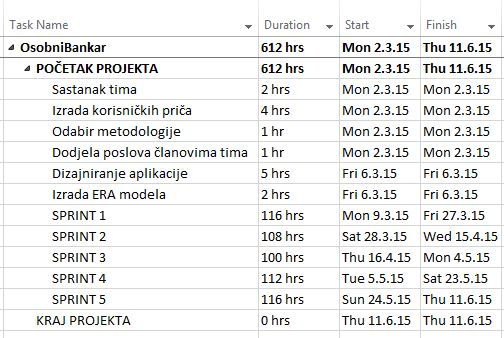 Task Name Duration Start Finish
OsobniBankar 612 hrs Mon 2.3.15 Thu 11.6.15
POČETAK PROJEKTA 612 hrs Mon 2.3.15 Thu 11.6.15
Sastanak tima 2 hrs Mon 2.3.15 Mon 2.3.15
Izrada korisničkih priča 4 hrs Mon 2.3.15 Mon 2.3.15
Odabir metodologije 1 hr Mon 2.3.15 Mon 2.3.15
Dodjela poslova članovima tima 1 hr Mon 2.3.15 Mon 2.3.15
Dizajniranje aplikacije 5 hrs Fri 6.3.15 Fri 6.3.15
Izrada ERA modela 2 hrs Fri 6.3.15 Fri 6.3.15
SPRINT 1 116 hrs Mon 9.3.15 Fri 27.3.15
SPRINT 2 108 hrs Sat 28.3.15 Wed 15.4.15
SPRINT 3 100 hrs Thu 16.4.15 Mon 4.5.15
SPRINT 4 112 hrs Tue 5.5.15 Sat 23.5.15
SPRINT 5 116 hrs Sun 24.5.15 Thu 11.6.15
KRAJ PROJEKTA 0 hrs Thu 11.6.15 Thu 11.6.15